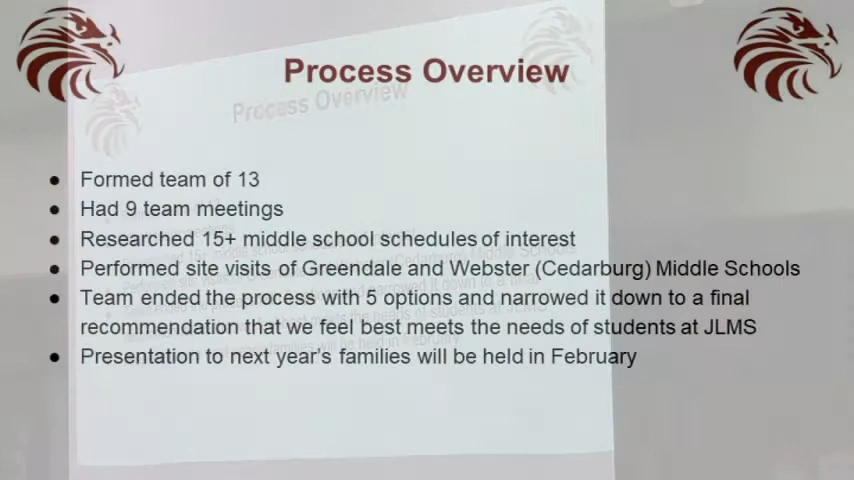 Process Overview
Process Overview
● Formed team of 13
● Had 9 team meetings
● Researched 15+ middle school schedules of interest
● Performed site visits of Greendale and Webster (Cedarburg) Middle Schools
● Team ended the process with 5 options and narrowed it down to a final
recommendation that we feel best meets the needs of students at JLMS
● Presentation to next year's families will be held in February